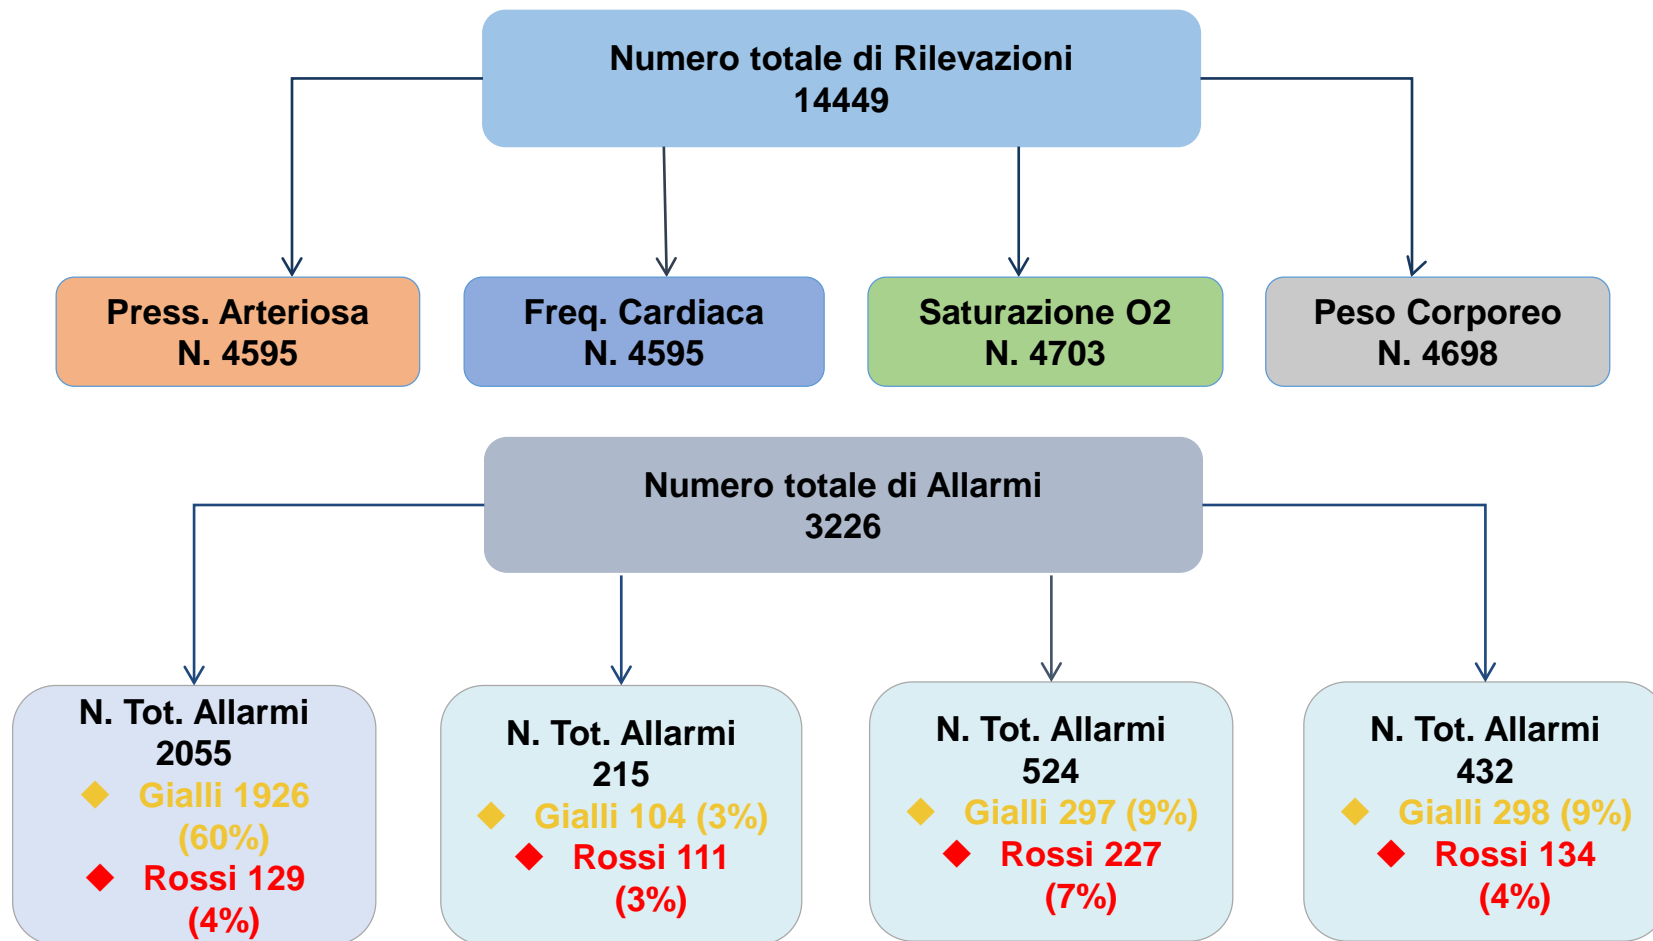 Numero totale di Rilevazioni
14449
Press. Arteriosa
N. 4595
Freq. Cardiaca
N. 4595
Saturazione O2
N. 4703
Peso Corporeo
N. 4698
Numero totale di Allarmi
3226
N. Tot. Allarmi
2055
Gialli 1926
(60%)
Rossi 129
(4%)
N. Tot. Allarmi
215
Gialli 104 (3%)
Rossi 111
(3%)
N. Tot. Allarmi
524
Gialli 297 (9%)
Rossi 227
(7%)
N. Tot. Allarmi
432
Gialli 298 (9%)
Rossi 134
(4%)